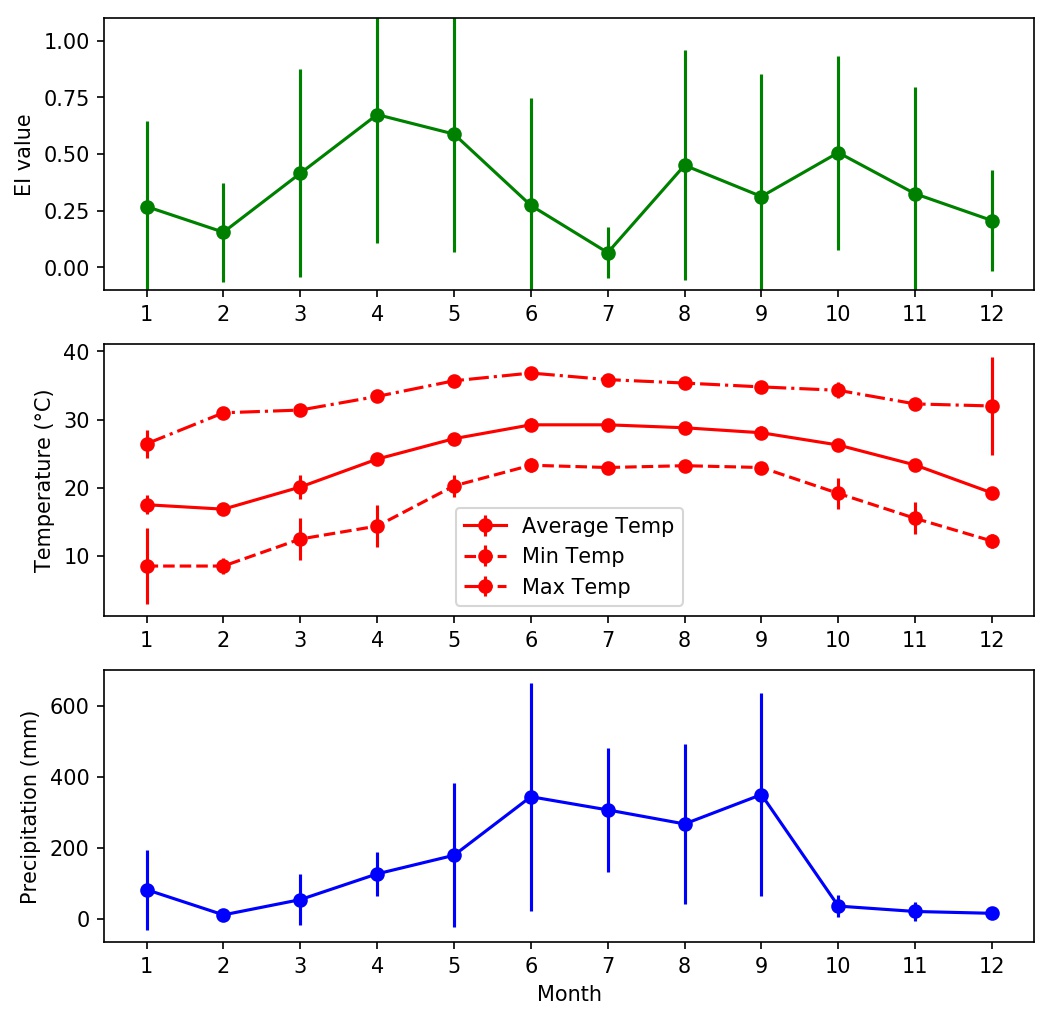 EI value
1.00
0.75
0.50
0.25
0.00
1 2 3 4 5 6 7 8 9 10 11 12
Temperature (°C)
40
30
20
10
Average Temp
Min Temp
Max Temp
1 2 3 4 5 6 7 8 9 10 11 12
Precipitation (mm)
600
400
200
0
1 2 3 4 5 6 7 8 9 10 11 12
Month